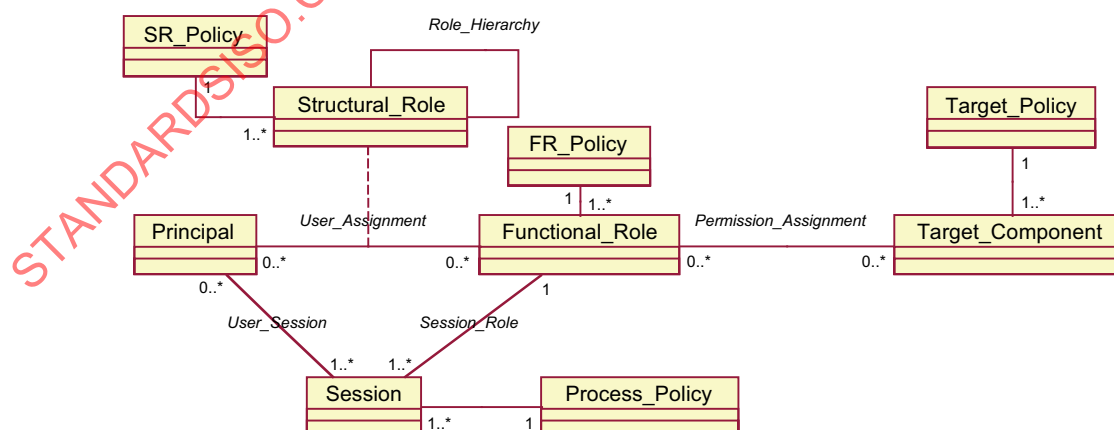 SR_Policy
Role_Hierarchy
1
Structural_Role
1..*
Target_Policy
FR_Policy
1
1
1..*
1..*
Principal
User_Assignment
Functional_Role
Permission_Assignment
Target_Component
0..*
0..*
0..*
0..*
0..*
1
User_Session
Session_Role
1..*
1..*
Session
Process_Policy
1..*
1
STANDARDSISO.C